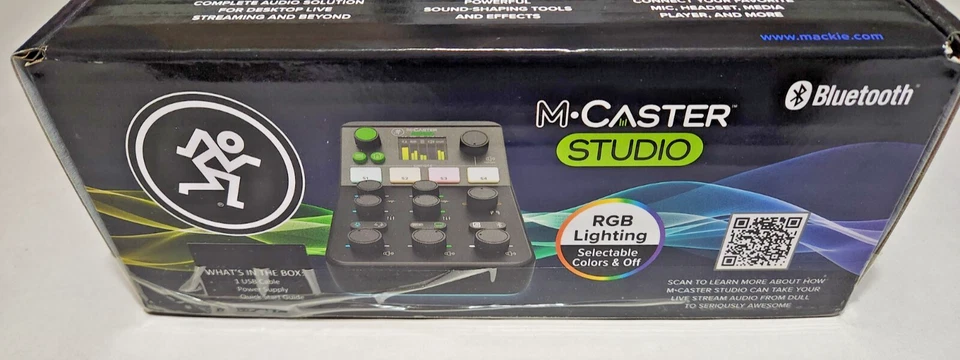 COMPLETE AUDIO SOLUTION
FOR DESKTOP LIVE
STREAMING AND BEYOND
POWERFUL
SOUND-SHAPING TOOLS
AND EFFECTS
CONNECT YOUR FAVORITE
MIC, HEADSET, MEDIA
PLAYER, AND MORE
www.mackie.com
Bluetooth
M•CASTER™
STUDIO
RGB
Lighting
Selectable
Colors & Off
WHAT'S IN THE BOX?
1 USB Cable
Power Supply
Quick Start Guide
SCAN TO LEARN MORE ABOUT HOW
M•CASTER STUDIO CAN TAKE YOUR
LIVE STREAM AUDIO FROM DULL
TO SERIOUSLY AWESOME